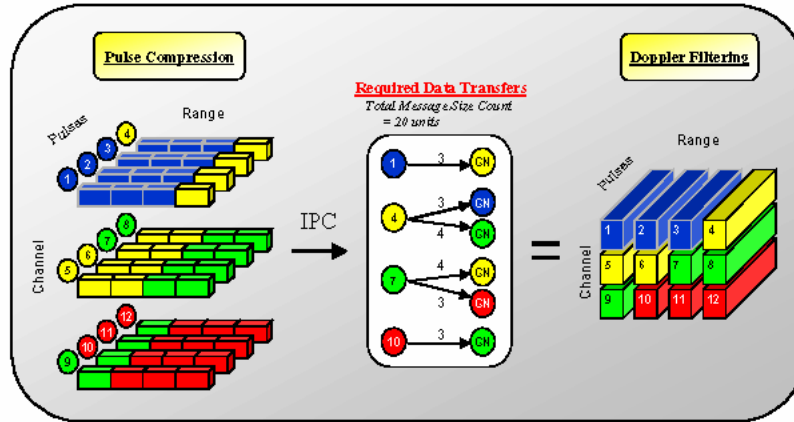 Pulse Compression
Doppler Filtering
Required Data Transfers
Total Message Size Count
= 20 units
Range
Pulses
1
2
3
4
5
6
7
8
9
10
11
12
Channel
IPC
1
3
CN
4
3
CN
4
CN
7
4
CN
3
CN
10
3
CN
=
Range
Pulses
Channel
1
2
3
4
5
6
7
8
9
10
11
12